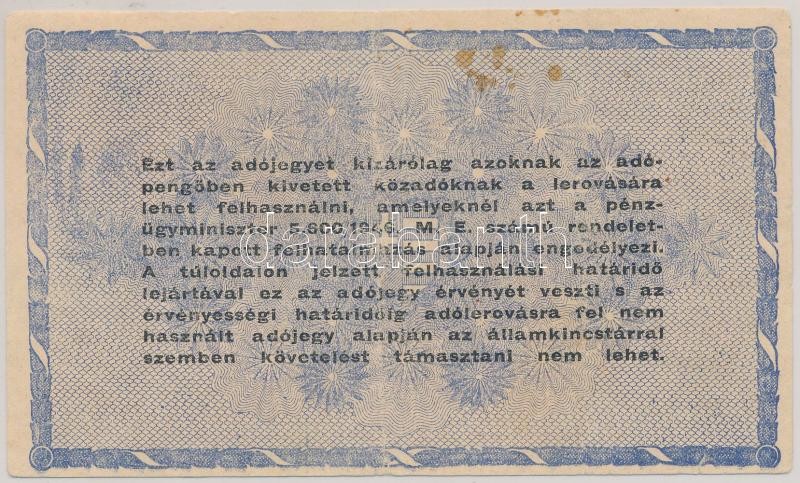 Ezt az adójegyet kizárólag azoknak az adó-
pengőben kivetett közadóknak a lerovására
lehet felhasználni, amelyeknél azt a pénz-
ügyminiszter 5.600/1946. M. E. számú rendelet-
ben kapott felhatalmazás alapján engedélyezi.
A túloldalon jelzett felhasználási határidő
lejártával ez az adójegy érvényét veszti s az
érvényességi határidőig adólerovásra fel nem
használt adójegy alapján az államkincstárral
szemben követelést támasztani nem lehet.
darabanth